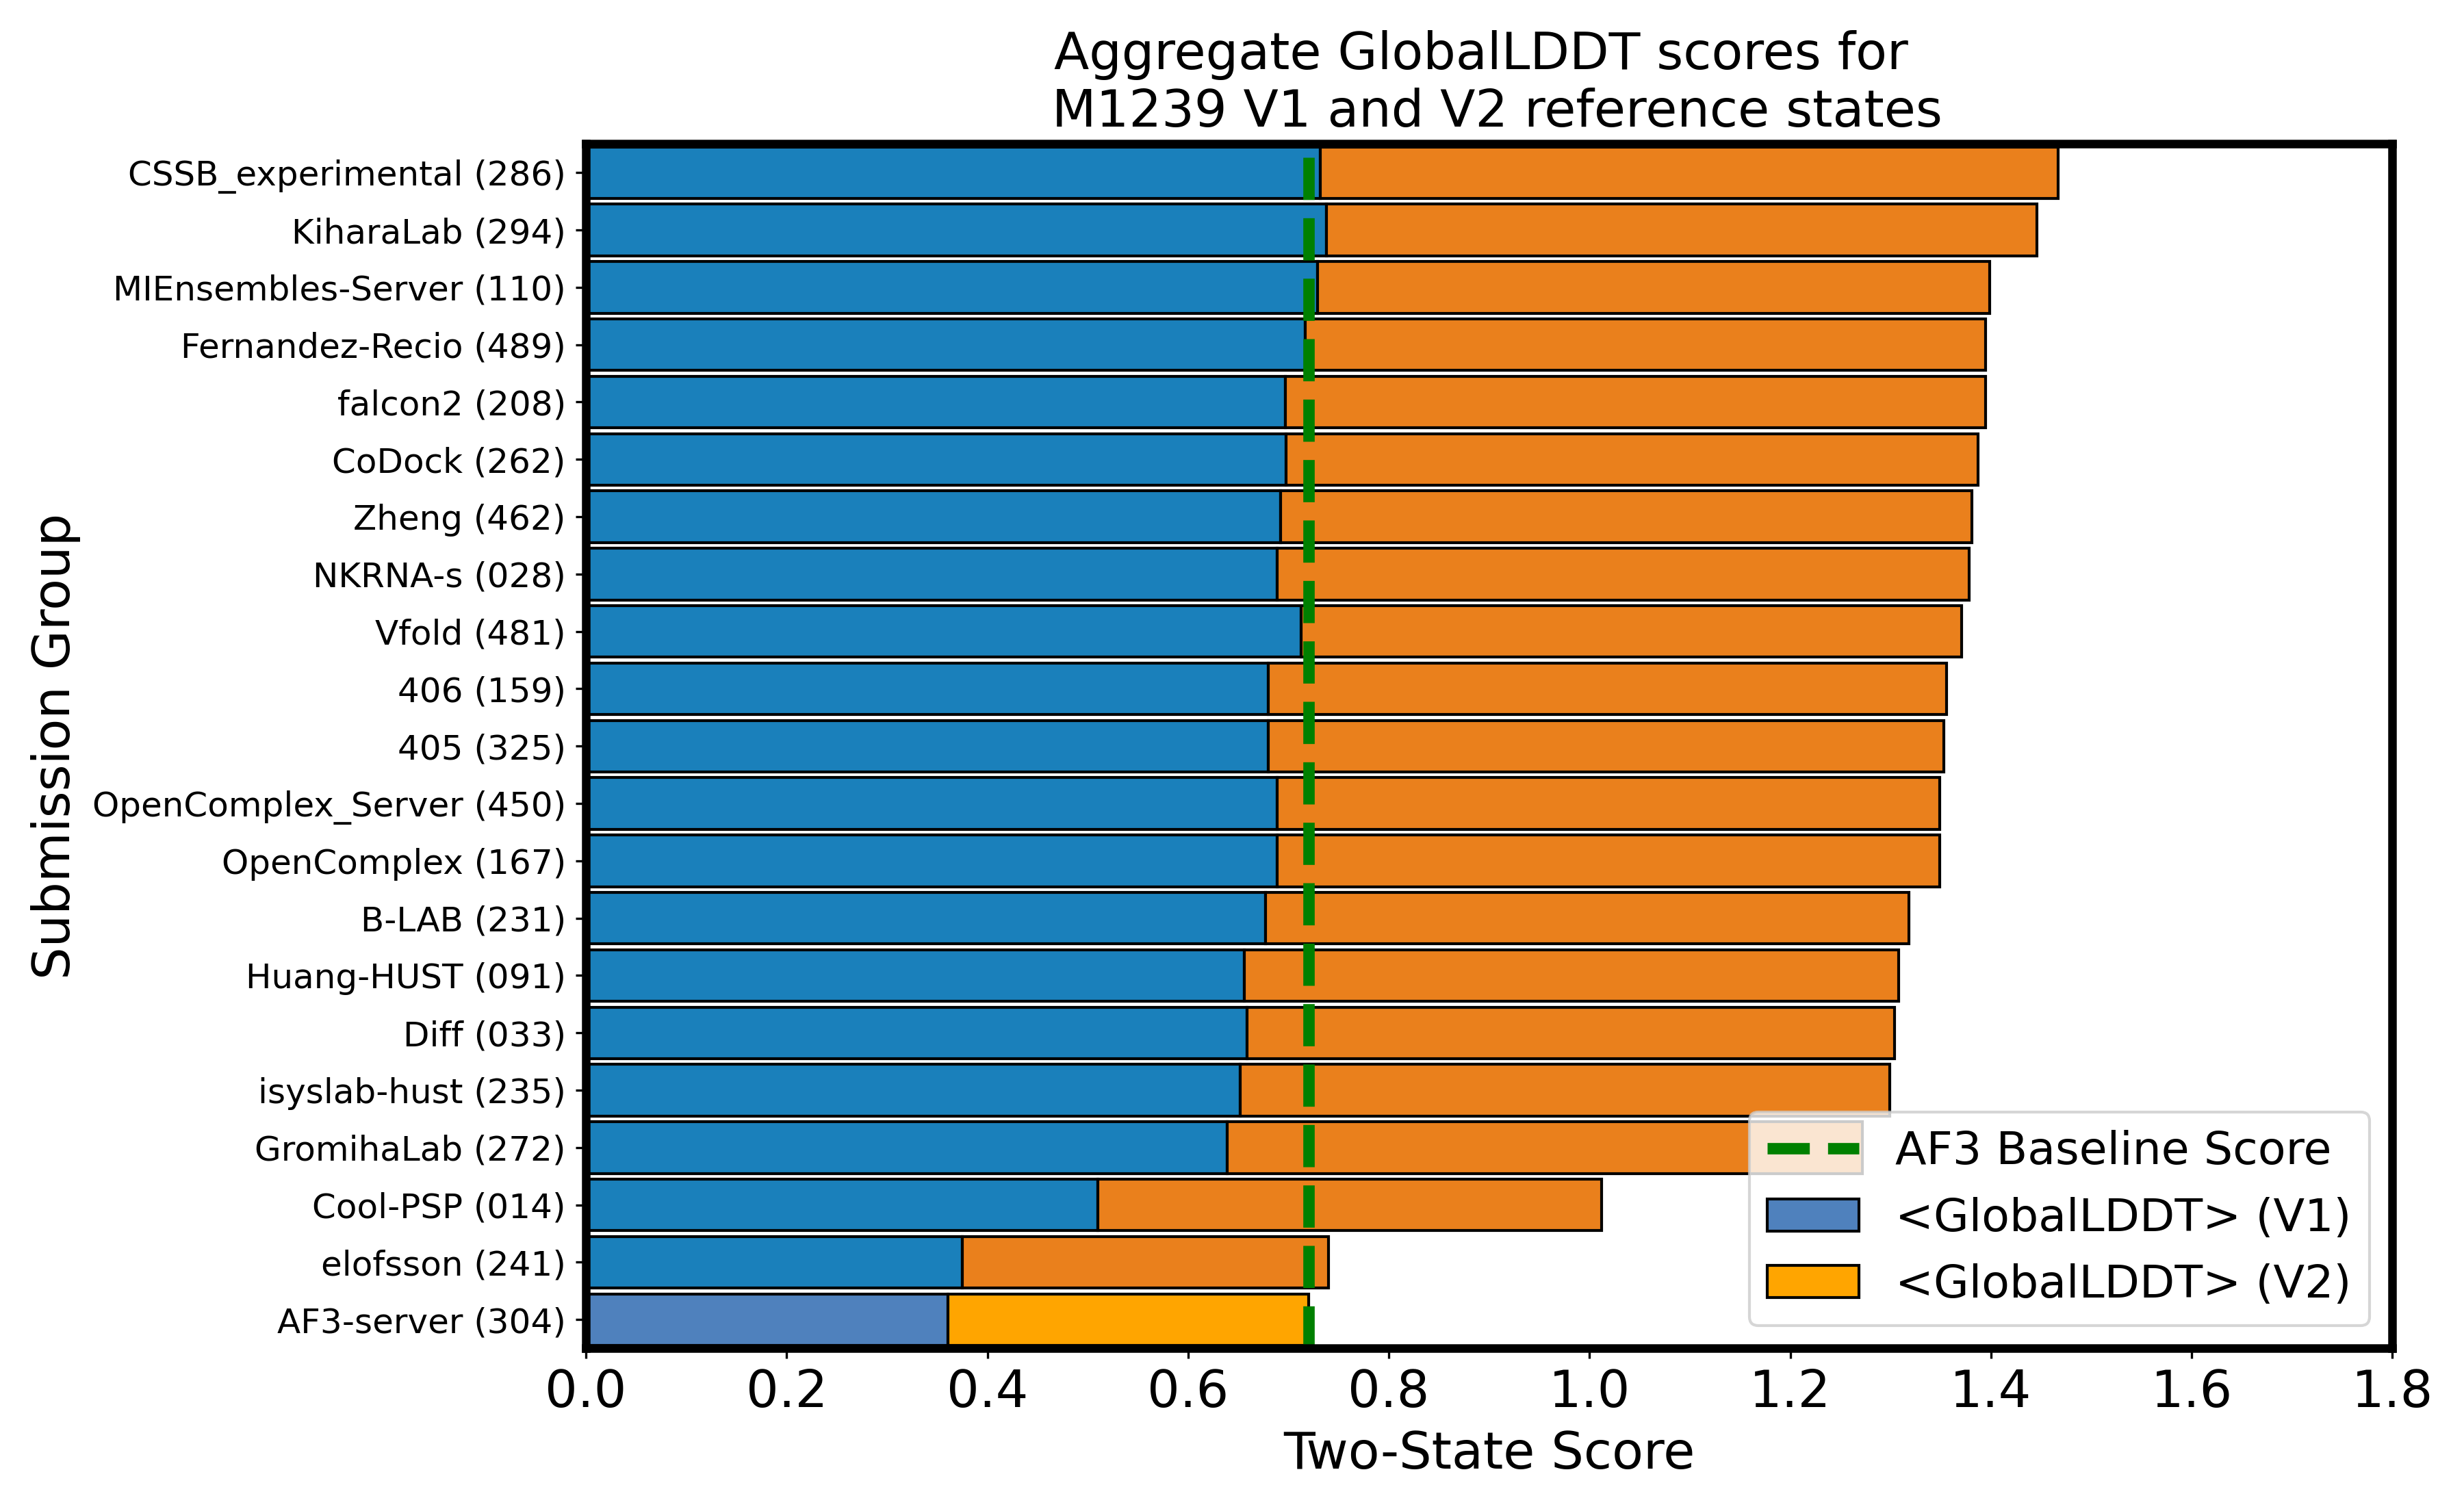 Aggregate GlobalLDDT scores for
M1239 V1 and V2 reference states
Submission Group
CSSB_experimental (286)
KiharaLab (294)
MIEnsembles-Server (110)
Fernandez-Recio (489)
falcon2 (208)
CoDock (262)
Zheng (462)
NKRNA-s (028)
Vfold (481)
406 (159)
405 (325)
OpenComplex_Server (450)
OpenComplex (167)
B-LAB (231)
Huang-HUST (091)
Diff (033)
isyslab-hust (235)
GromihaLab (272)
Cool-PSP (014)
elofsson (241)
AF3-server (304)
AF3 Baseline Score
<GlobalLDDT> (V1)
<GlobalLDDT> (V2)
0.0 0.2 0.4 0.6 0.8 1.0 1.2 1.4 1.6 1.8
Two-State Score